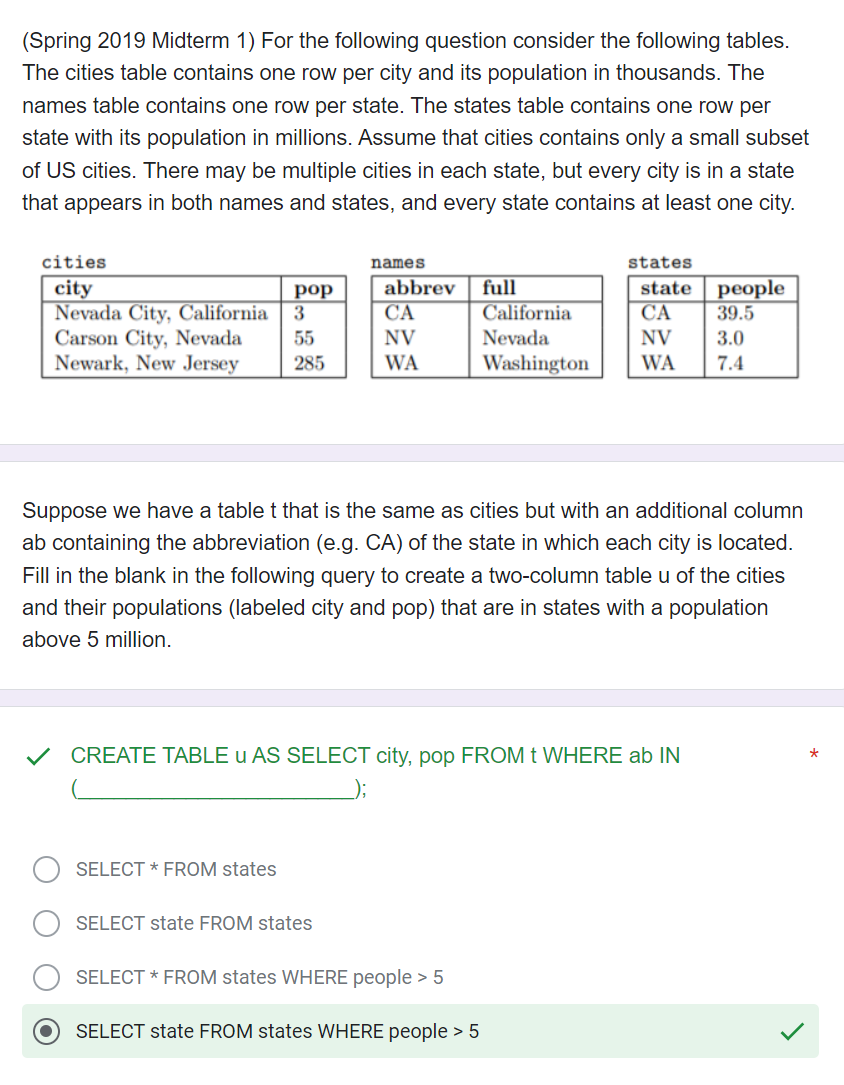 (Spring 2019 Midterm 1) For the following question consider the following tables.
The cities table contains one row per city and its population in thousands. The
names table contains one row per state. The states table contains one row per
state with its population in millions. Assume that cities contains only a small subset
of US cities. There may be multiple cities in each state, but every city is in a state
that appears in both names and states, and every state contains at least one city.
cities names states
city pop abbrev full state people
Nevada City, California 3 CA California CA 39.5
Carson City, Nevada 55 NV Nevada NV 3.0
Newark, New Jersey 285 WA Washington WA 7.4
Suppose we have a table t that is the same as cities but with an additional column
ab containing the abbreviation (e.g. CA) of the state in which each city is located.
Fill in the blank in the following query to create a two-column table u of the cities
and their populations (labeled city and pop) that are in states with a population
above 5 million.
CREATE TABLE u AS SELECT city, pop FROM t WHERE ab IN *
(_________________________);
SELECT * FROM states
SELECT state FROM states
SELECT * FROM states WHERE people > 5
SELECT state FROM states WHERE people > 5